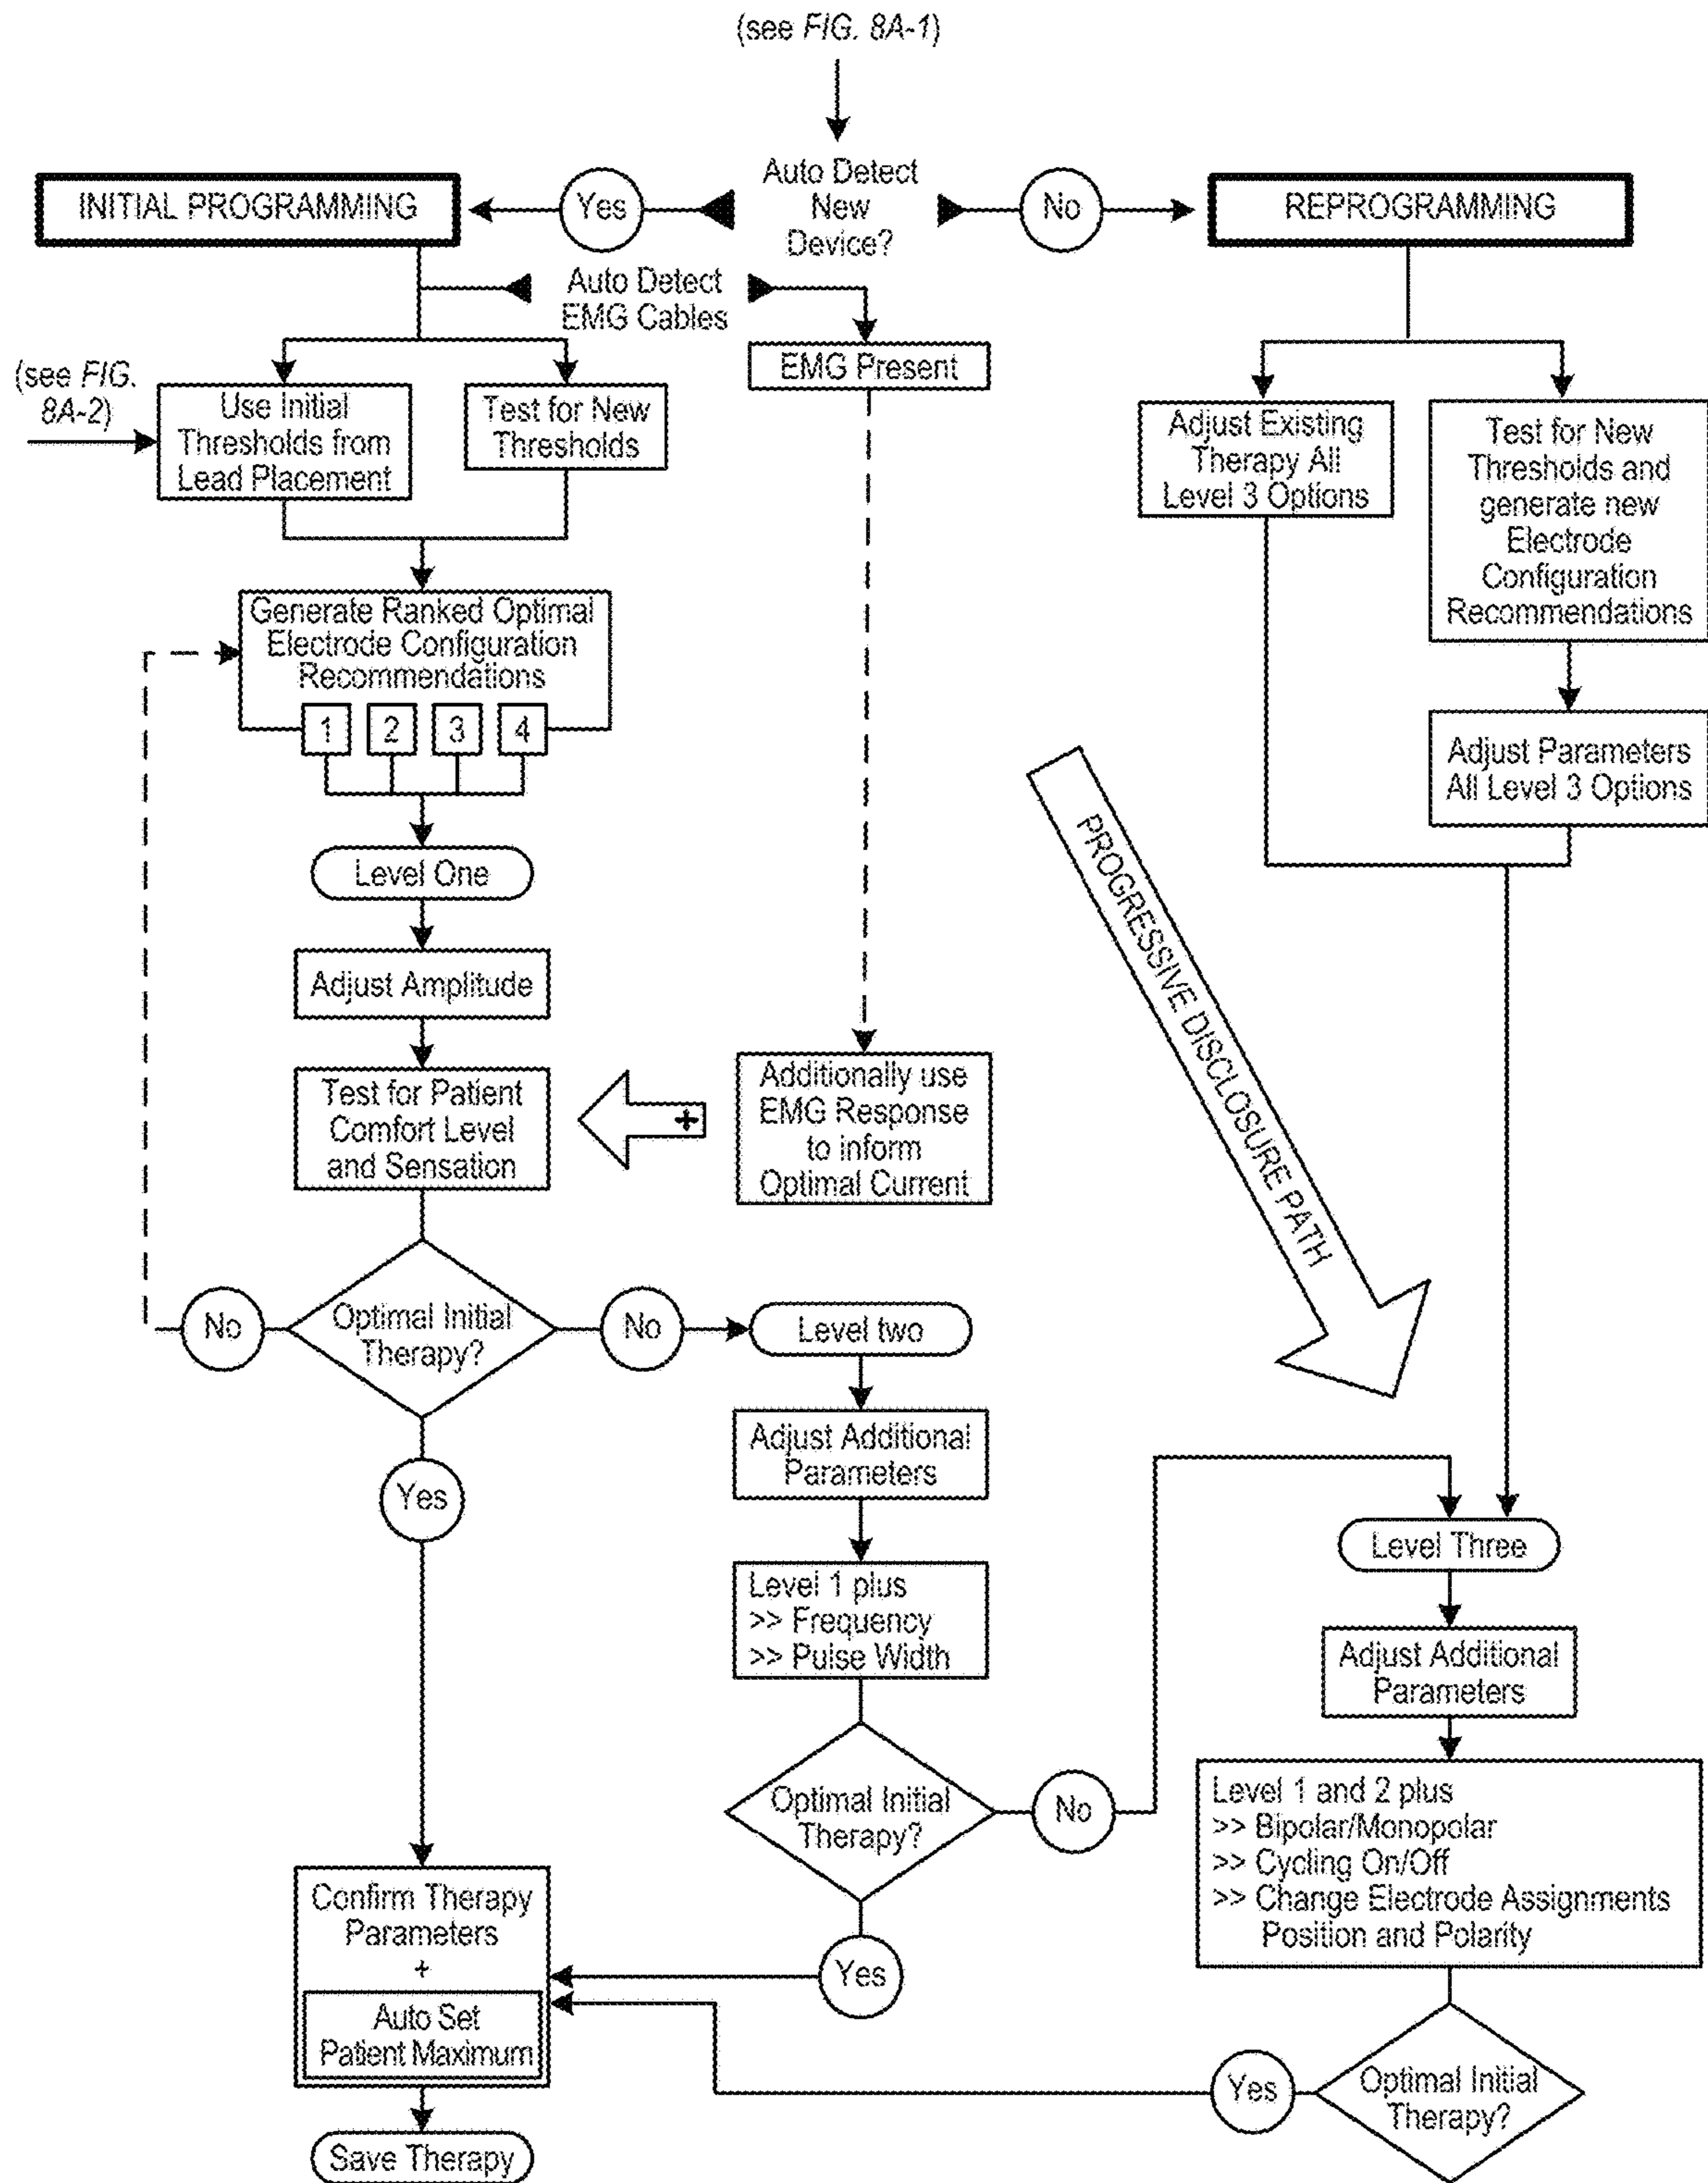 (see FIG. 8A-1)
Auto Detect
New
Device?
Yes
No
INITIAL PROGRAMMING
REPROGRAMMING
Auto Detect
EMG Cables
EMG Present
(see FIG.
8A-2)
Use Initial
Thresholds from
Lead Placement
Test for New
Thresholds
Adjust Existing
Therapy All
Level 3 Options
Test for New
Thresholds and
generate new
Electrode
Configuration
Recommendations
Generate Ranked Optimal
Electrode Configuration
Recommendations
1
2
3
4
Adjust Parameters
All Level 3 Options
PROGRESSIVE DISCLOSURE PATH
Level One
Adjust Amplitude
Test for Patient
Comfort Level
and Sensation
+
Additionally use
EMG Response
to inform
Optimal Current
No
Optimal Initial
Therapy?
No
Level two
Yes
Adjust Additional
Parameters
Level 1 plus
>> Frequency
>> Pulse Width
Optimal Initial
Therapy?
No
Yes
Level Three
Adjust Additional
Parameters
Level 1 and 2 plus
>> Bipolar/Monopolar
>> Cycling On/Off
>> Change Electrode Assignments
Position and Polarity
Optimal Initial
Therapy?
Yes
Confirm Therapy
Parameters
+
Auto Set
Patient Maximum
Save Therapy